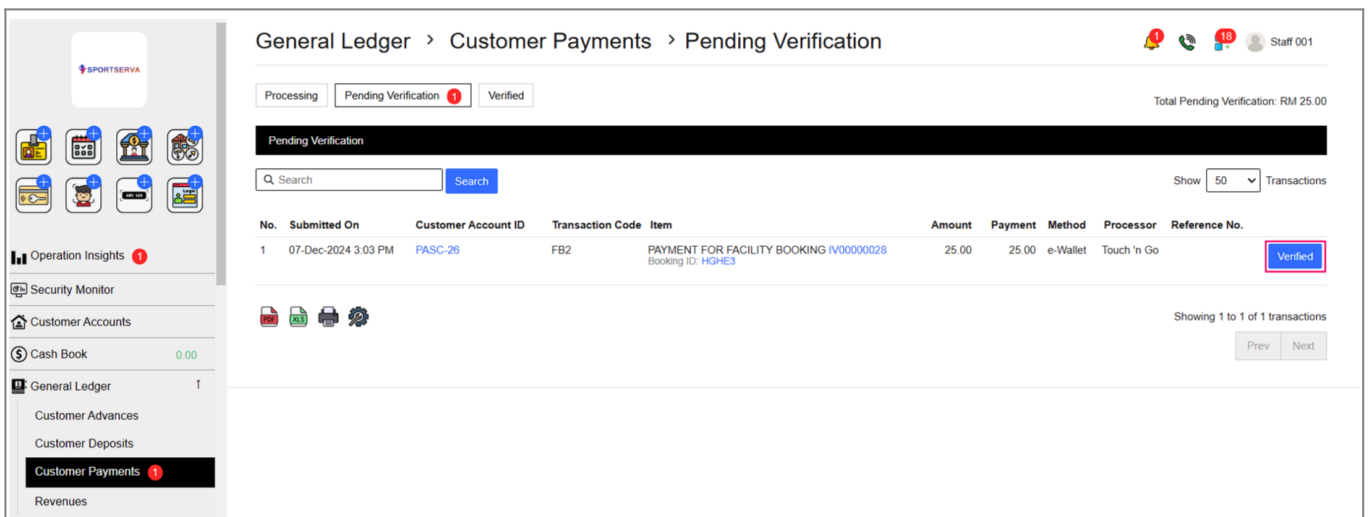 SPORTSERVA
General Ledger > Customer Payments > Pending Verification
1
18
Staff 001
Processing
Pending Verification 1
Verified
Total Pending Verification: RM 25.00
Pending Verification
Search
Search
Show 50 Transactions
No. Submitted On Customer Account ID Transaction Code Item Amount Payment Method Processor Reference No.
1 07-Dec-2024 3:03 PM PASC-26 FB2 PAYMENT FOR FACILITY BOOKING IV00000028 25.00 25.00 e-Wallet Touch 'n Go
Booking ID: HGHE3
Verified
PDF
XLS
Showing 1 to 1 of 1 transactions
Prev Next
Login
Operation Insights 1
Security Monitor
Customer Accounts
Cash Book 0.00
General Ledger
Customer Advances
Customer Deposits
Customer Payments 1
Revenues